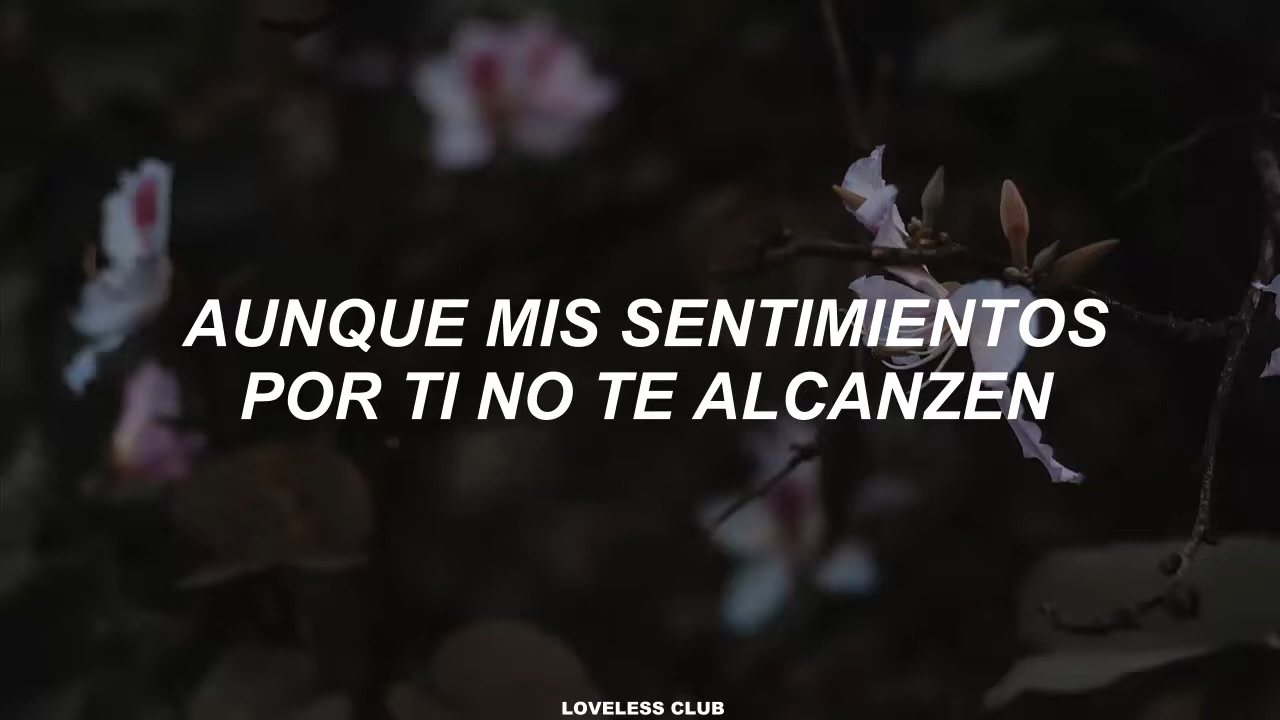 AUNQUE MIS SENTIMIENTOS
POR TI NO TE ALCANZEN
LOVELESS CLUB